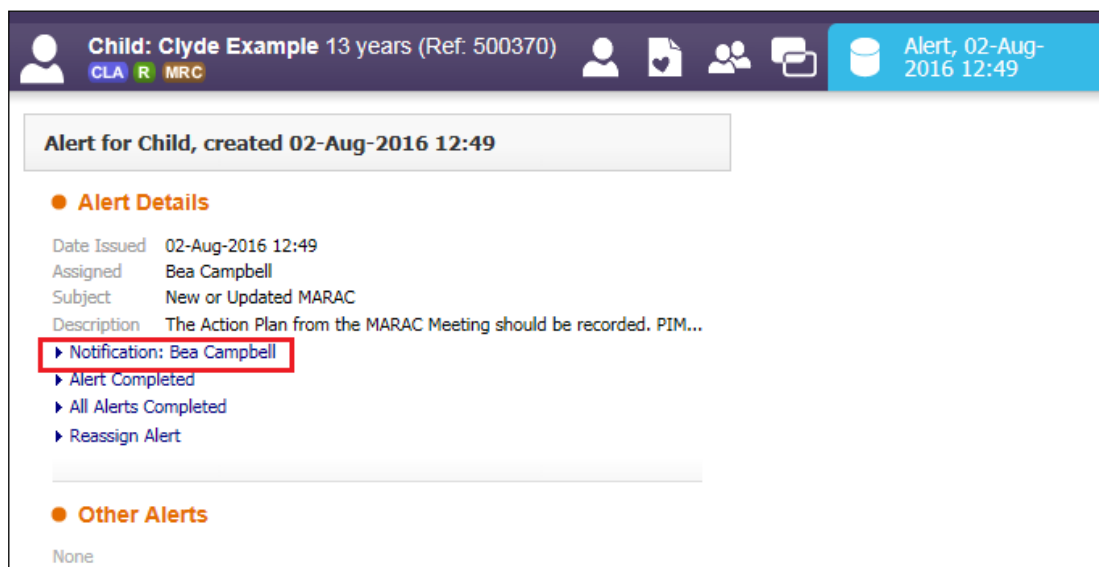 Child: Clyde Example 13 years (Ref: 500370)
CLA R MRC
Alert, 02-Aug-
2016 12:49
Alert for Child, created 02-Aug-2016 12:49
Alert Details
Date Issued 02-Aug-2016 12:49
Assigned Bea Campbell
Subject New or Updated MARAC
Description The Action Plan from the MARAC Meeting should be recorded. PIM...
Notification: Bea Campbell
Alert Completed
All Alerts Completed
Reassign Alert
Other Alerts
None